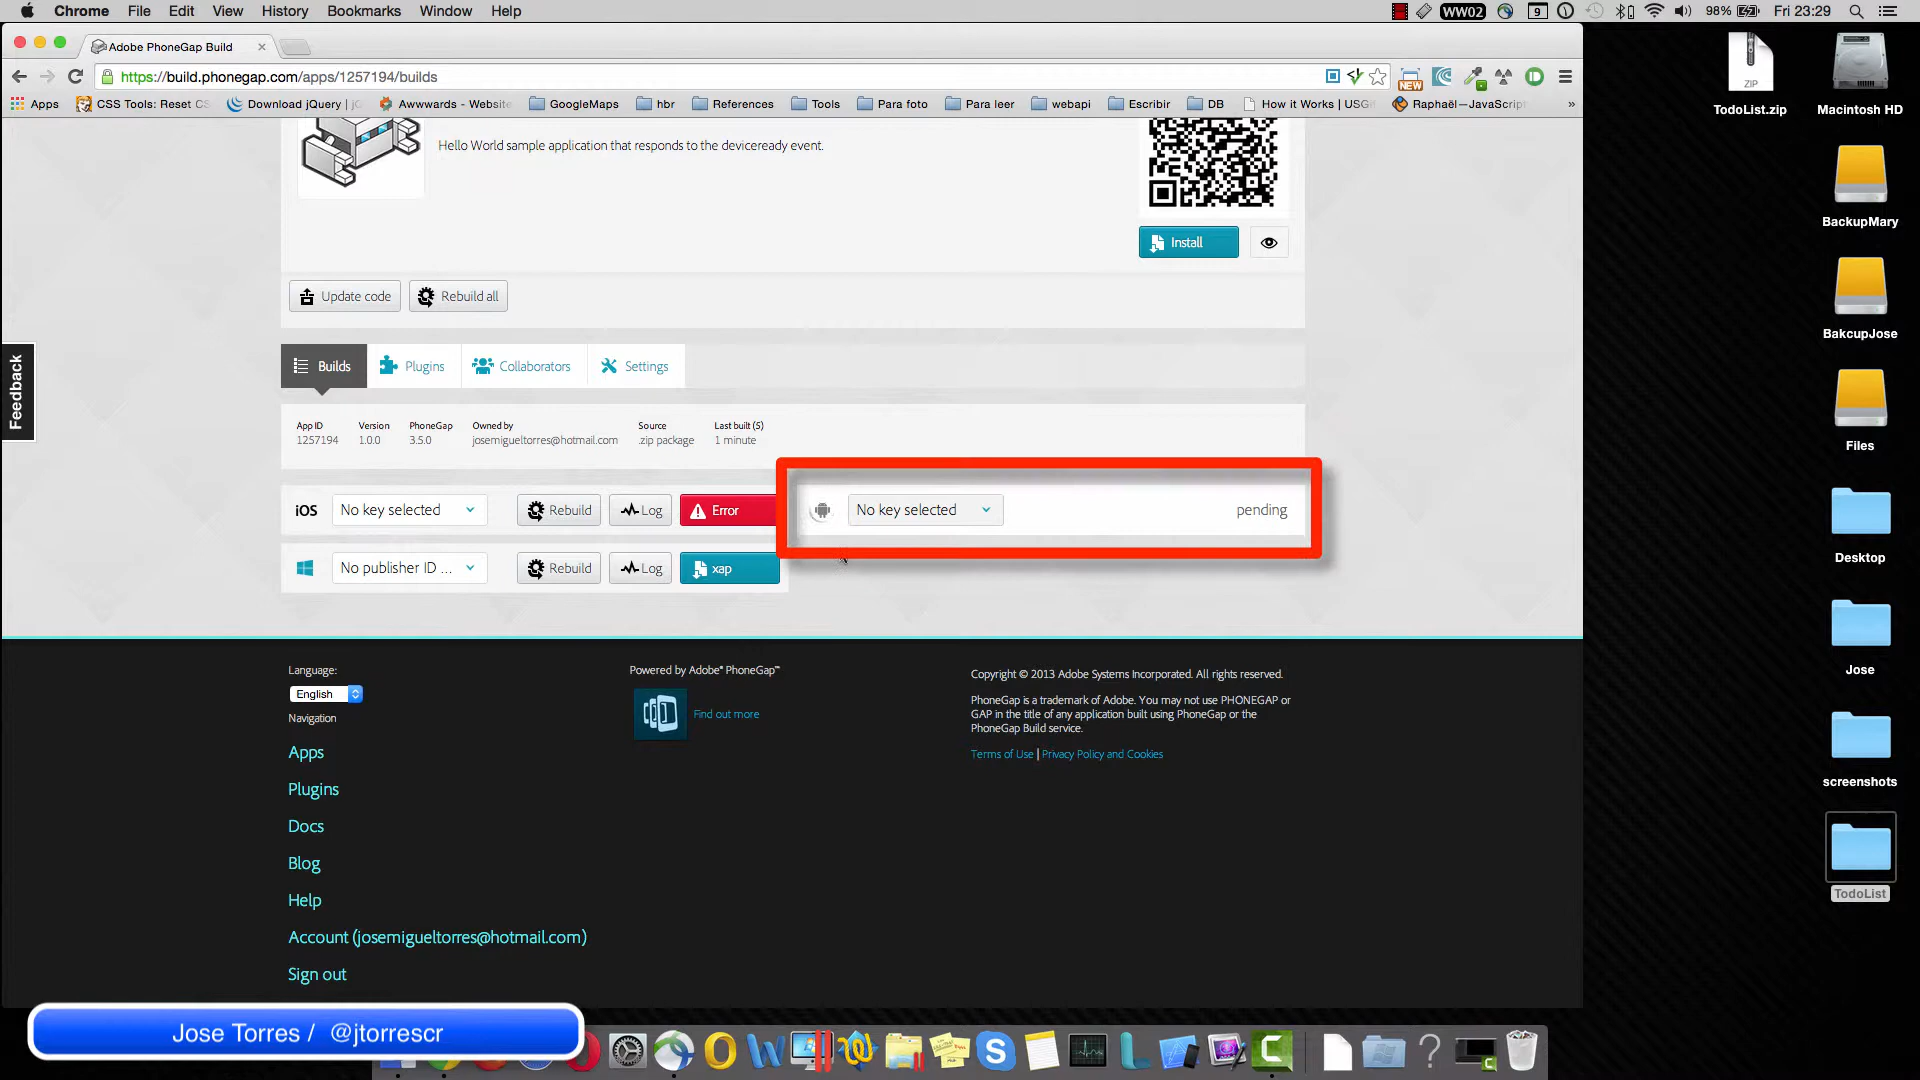 Chrome File Edit View History Bookmarks Window Help
WW02 9 98% Fri 23:29
Adobe PhoneGap Build
https://build.phonegap.com/apps/1257194/builds
NEW
Apps CSS Tools: Reset CS Download jQuery | jQ Awwwards - Website GoogleMaps hbr References Tools Para foto Para leer webapi Escribir DB How it Works | USG Raphaël—JavaScript »
Hello World sample application that responds to the deviceready event.
Install
Update code Rebuild all
Feedback
Builds Plugins Collaborators Settings
App ID Version PhoneGap Owned by Source Last built (5)
1257194 1.0.0 3.5.0 josemigueltorres@hotmail.com .zip package 1 minute
iOS No key selected Rebuild Log Error
No key selected pending
No publisher ID ... Rebuild Log xap
Language:
English
Navigation
Apps
Plugins
Docs
Blog
Help
Account (josemigueltorres@hotmail.com)
Sign out
Powered by Adobe® PhoneGap™
Find out more
Copyright © 2013 Adobe Systems Incorporated. All rights reserved.
PhoneGap is a trademark of Adobe. You may not use PHONEGAP or
GAP in the title of any application built using PhoneGap or the
PhoneGap Build service.
Terms of Use | Privacy Policy and Cookies
ZIP
TodoList.zip
Macintosh HD
BackupMary
BakcupJose
Files
Desktop
Jose
screenshots
TodoList
Jose Torres / @jtorrescr